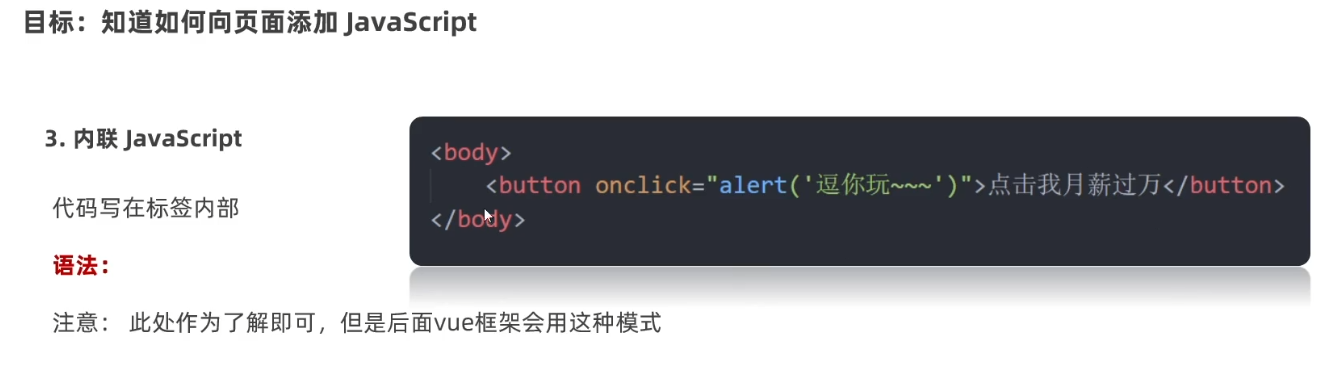 目标：知道如何向页面添加 JavaScript
3. 内联 JavaScript
代码写在标签内部
语法：
<body>
<button onclick="alert('逗你玩~~~')">点击我月薪过万</button>
</body>
注意： 此处作为了解即可，但是后面vue框架会用这种模式